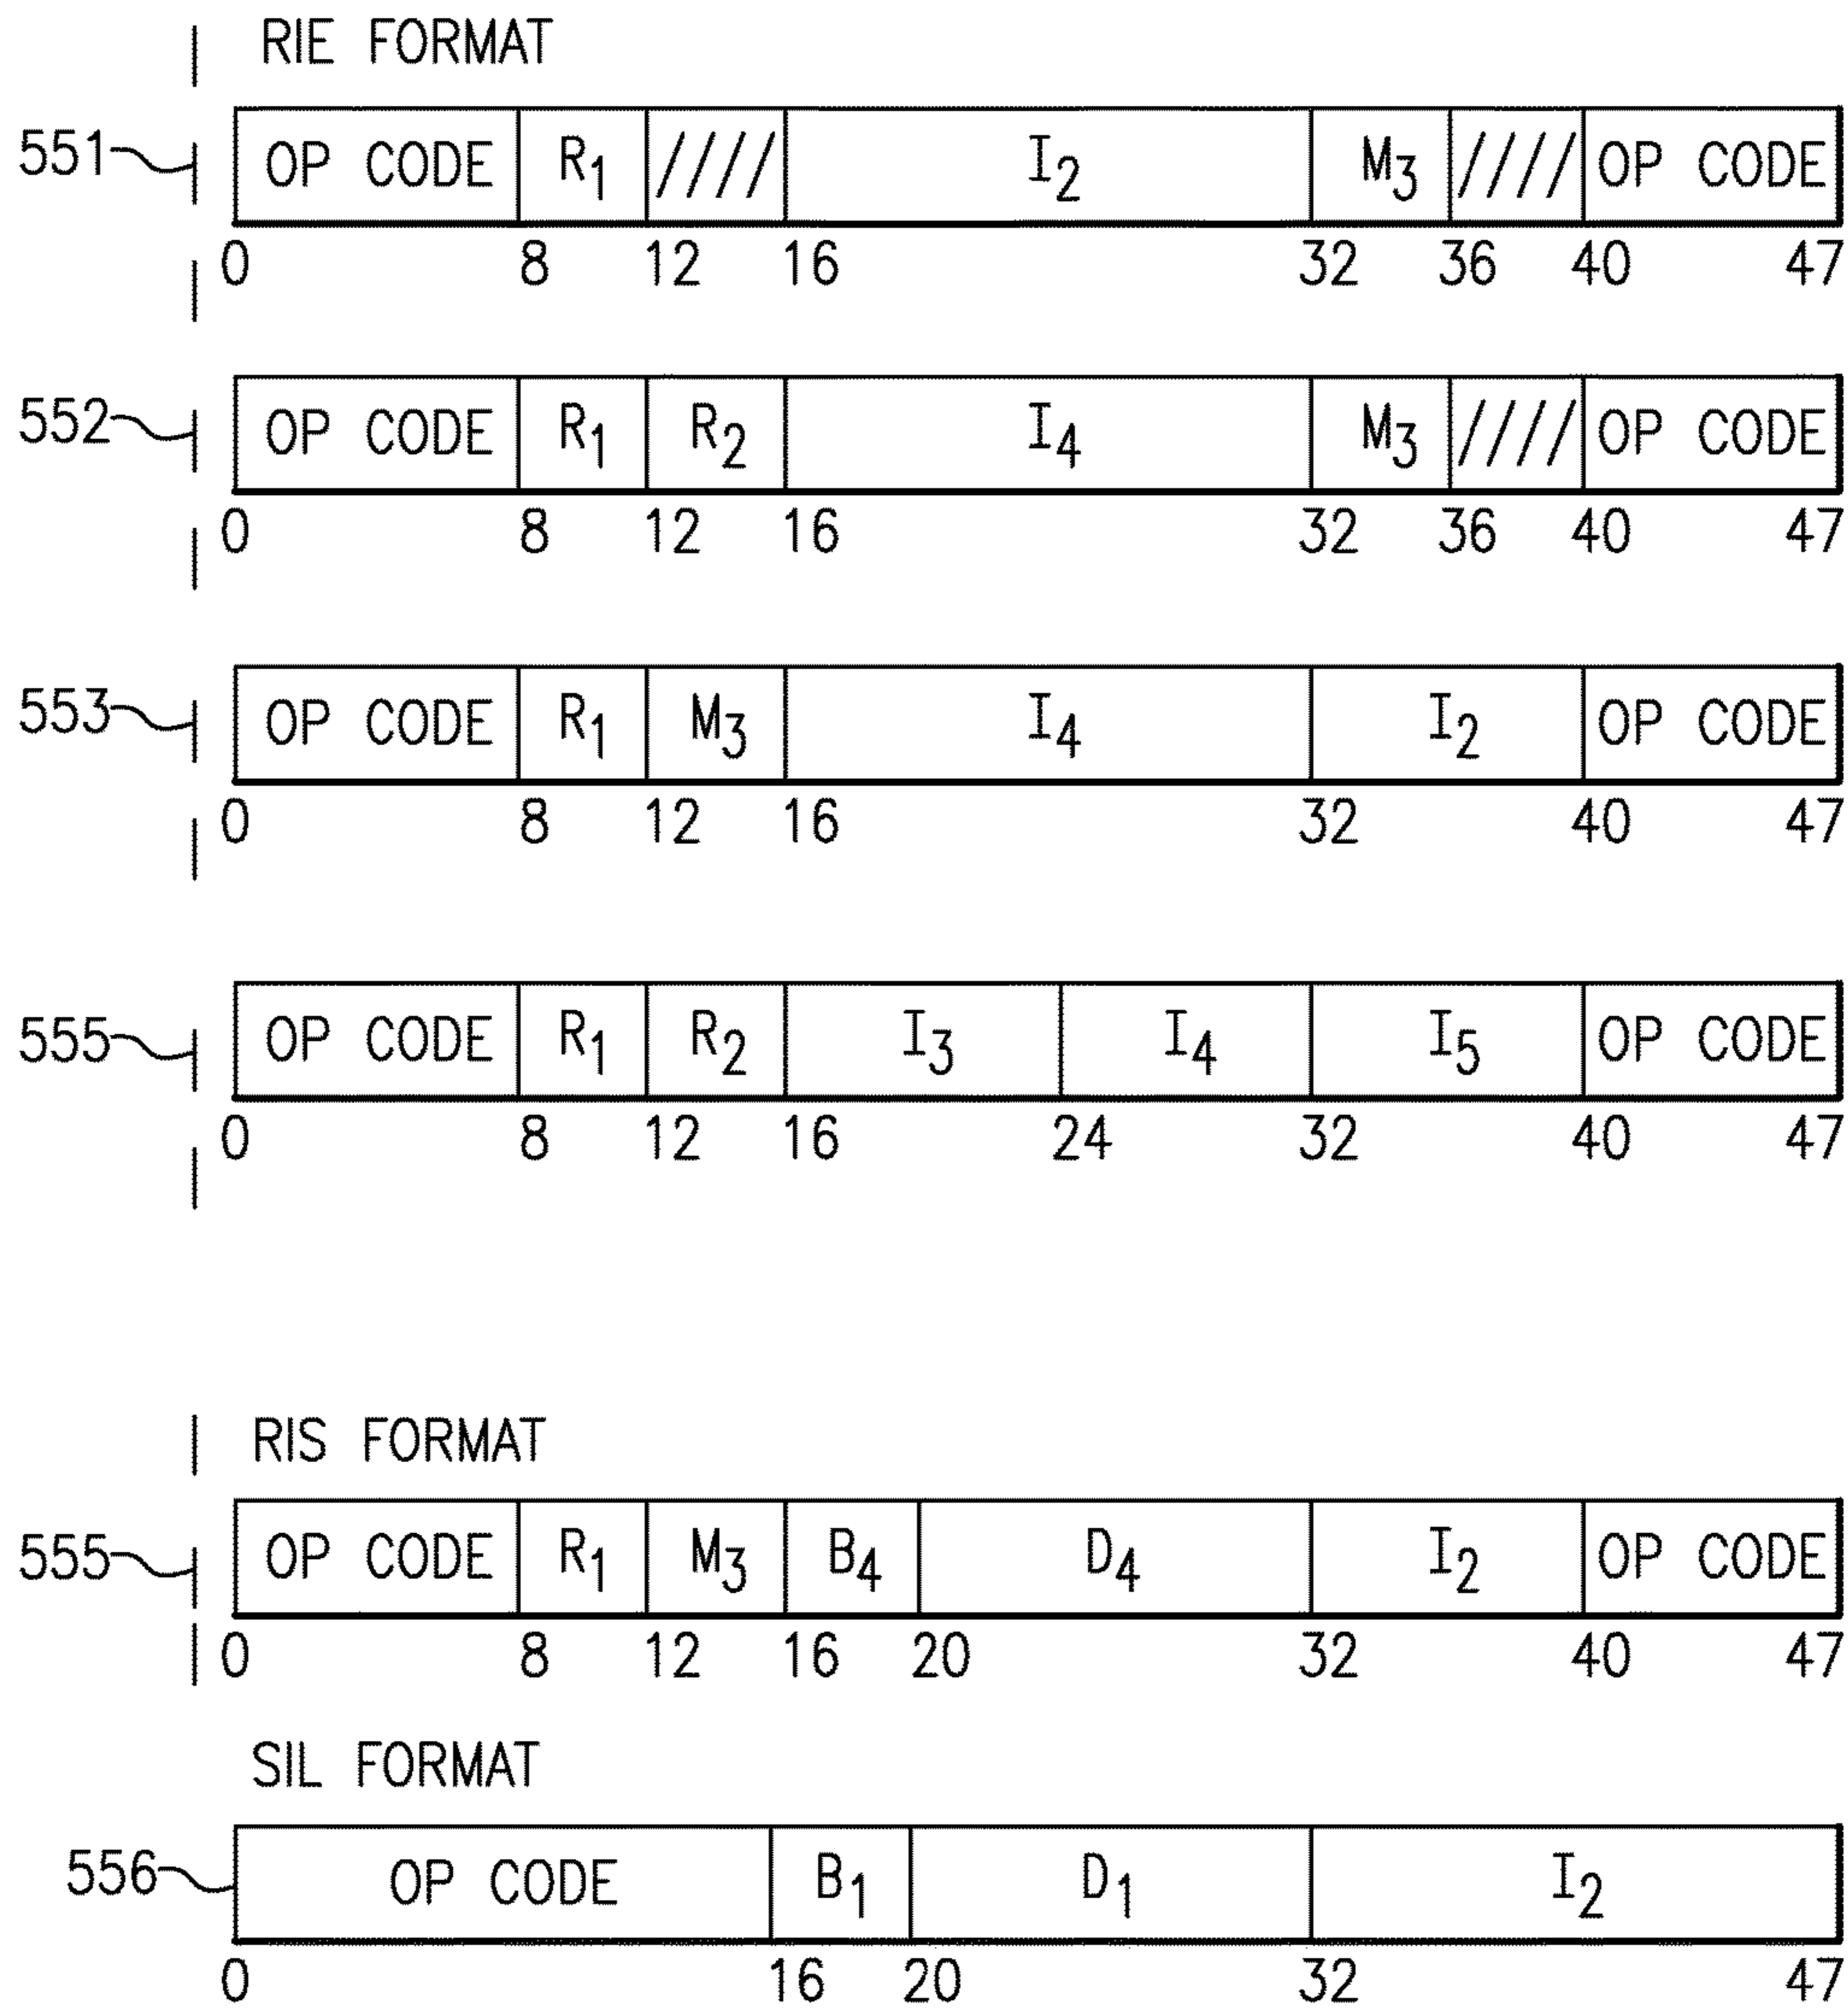 RIE FORMAT
551 OP CODE R1 //// I2 M3 //// OP CODE
0 8 12 16 32 36 40 47
552 OP CODE R1 R2 I4 M3 //// OP CODE
0 8 12 16 32 36 40 47
553 OP CODE R1 M3 I4 I2 OP CODE
0 8 12 16 32 40 47
555 OP CODE R1 R2 I3 I4 I5 OP CODE
0 8 12 16 24 32 40 47
RIS FORMAT
555 OP CODE R1 M3 B4 D4 I2 OP CODE
0 8 12 16 20 32 40 47
SIL FORMAT
556 OP CODE B1 D1 I2
0 16 20 32 47